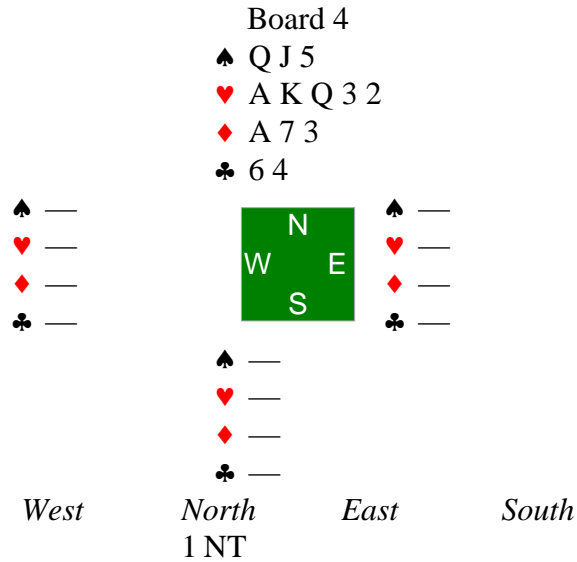 Board 4
♠ Q J 5
♥ A K Q 3 2
♦ A 7 3
♣ 6 4
♠ —
♥ —
♦ —
♣ —
N
W E
S
♠ —
♥ —
♦ —
♣ —
♠ —
♥ —
♦ —
♣ —
West North East South
1 NT